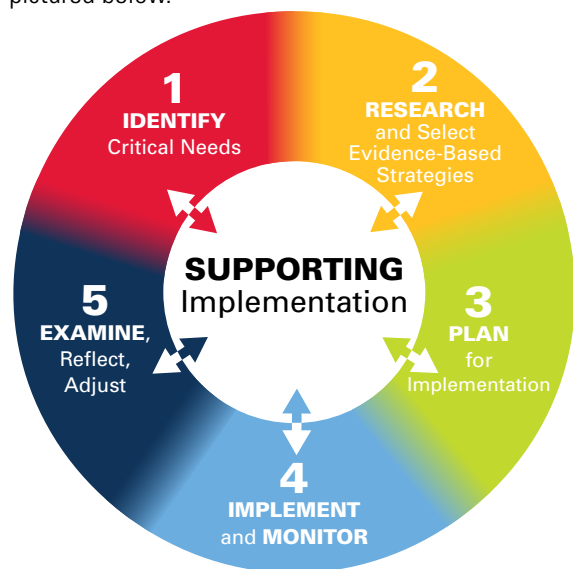 pictured below.
1
IDENTIFY
Critical Needs
2
RESEARCH
and Select
Evidence-Based
Strategies
SUPPORTING
Implementation
3
PLAN
for
Implementation
4
IMPLEMENT
and MONITOR
5
EXAMINE,
Reflect,
Adjust